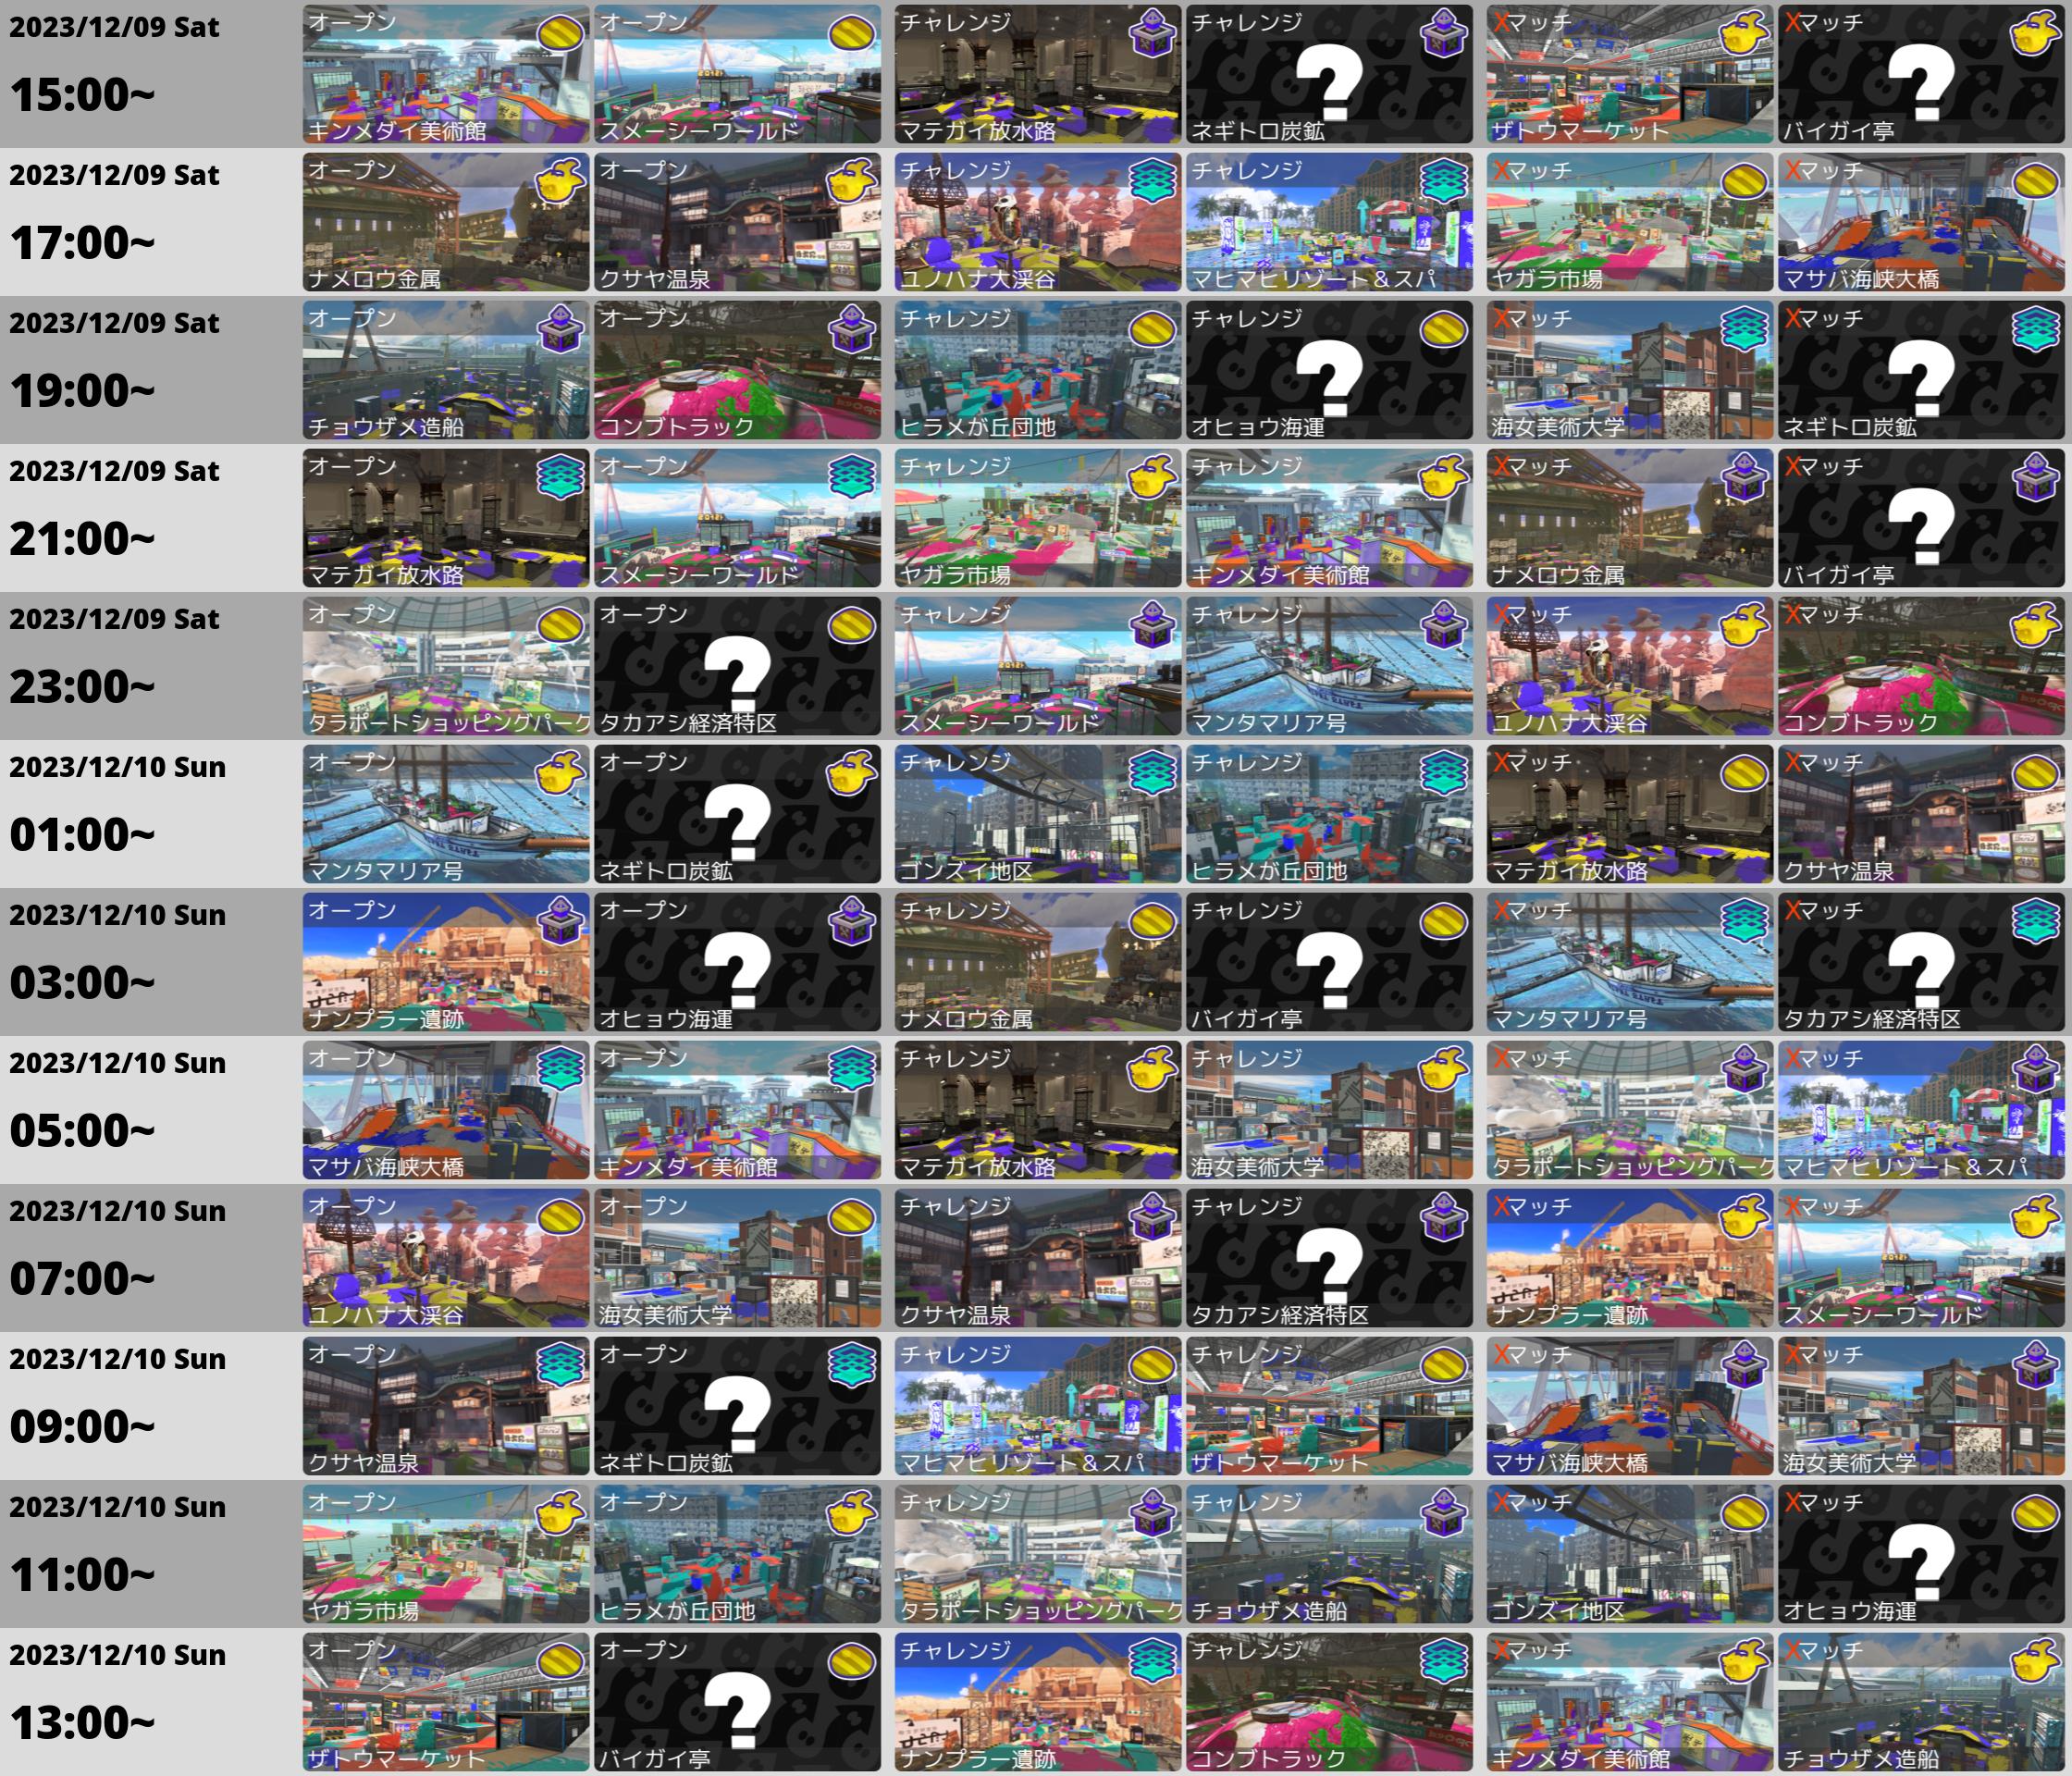 2023/12/09 Sat
15:00~
オープン
キンメダイ美術館
オープン
スメーシーワールド
チャレンジ
マテガイ放水路
チャレンジ
ネギトロ炭鉱
Xマッチ
ザトウマーケット
Xマッチ
バイガイ亭
2023/12/09 Sat
17:00~
オープン
ナメロウ金属
オープン
クサヤ温泉
チャレンジ
ユノハナ大渓谷
チャレンジ
マヒマヒリゾート＆スパ
Xマッチ
ヤガラ市場
Xマッチ
マサバ海峡大橋
2023/12/09 Sat
19:00~
オープン
チョウザメ造船
オープン
コンブトラック
チャレンジ
ヒラメが丘団地
チャレンジ
オヒョウ海運
Xマッチ
海女美術大学
Xマッチ
ネギトロ炭鉱
2023/12/09 Sat
21:00~
オープン
マテガイ放水路
オープン
スメーシーワールド
チャレンジ
ヤガラ市場
チャレンジ
キンメダイ美術館
Xマッチ
ナメロウ金属
Xマッチ
バイガイ亭
2023/12/09 Sat
23:00~
オープン
タラポートショッピングパーク
オープン
タカアシ経済特区
チャレンジ
スメーシーワールド
チャレンジ
マンタマリア号
Xマッチ
ユノハナ大渓谷
Xマッチ
コンブトラック
2023/12/10 Sun
01:00~
オープン
マンタマリア号
オープン
ネギトロ炭鉱
チャレンジ
ゴンズイ地区
チャレンジ
ヒラメが丘団地
Xマッチ
マテガイ放水路
Xマッチ
クサヤ温泉
2023/12/10 Sun
03:00~
オープン
ナンプラー遺跡
オープン
オヒョウ海運
チャレンジ
ナメロウ金属
チャレンジ
バイガイ亭
Xマッチ
マンタマリア号
Xマッチ
タカアシ経済特区
2023/12/10 Sun
05:00~
オープン
マサバ海峡大橋
オープン
キンメダイ美術館
チャレンジ
マテガイ放水路
チャレンジ
海女美術大学
Xマッチ
タラポートショッピングパーク
Xマッチ
マヒマヒリゾート＆スパ
2023/12/10 Sun
07:00~
オープン
ユノハナ大渓谷
オープン
海女美術大学
チャレンジ
クサヤ温泉
チャレンジ
タカアシ経済特区
Xマッチ
ナンプラー遺跡
Xマッチ
スメーシーワールド
2023/12/10 Sun
09:00~
オープン
クサヤ温泉
オープン
ネギトロ炭鉱
チャレンジ
マヒマヒリゾート＆スパ
チャレンジ
ザトウマーケット
Xマッチ
マサバ海峡大橋
Xマッチ
海女美術大学
2023/12/10 Sun
11:00~
オープン
ヤガラ市場
オープン
ヒラメが丘団地
チャレンジ
タラポートショッピングパーク
チャレンジ
チョウザメ造船
Xマッチ
ゴンズイ地区
Xマッチ
オヒョウ海運
2023/12/10 Sun
13:00~
オープン
ザトウマーケット
オープン
バイガイ亭
チャレンジ
ナンプラー遺跡
チャレンジ
コンブトラック
Xマッチ
キンメダイ美術館
Xマッチ
チョウザメ造船